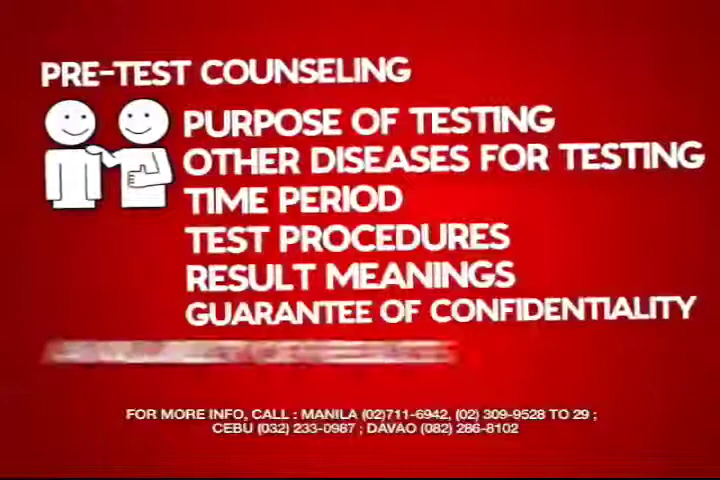 PRE-TEST COUNSELING
PURPOSE OF TESTING
OTHER DISEASES FOR TESTING
TIME PERIOD
TEST PROCEDURES
RESULT MEANINGS
GUARANTEE OF CONFIDENTIALITY
FOR MORE INFO, CALL : MANILA (02)711-6942, (02) 309-9528 TO 29 ;
CEBU (032) 233-0987 ; DAVAO (082) 286-8102